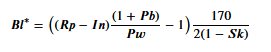 Bl* = ((Rp − In) (1 + Pb)/Pw − 1) 170/2(1 − Sk)